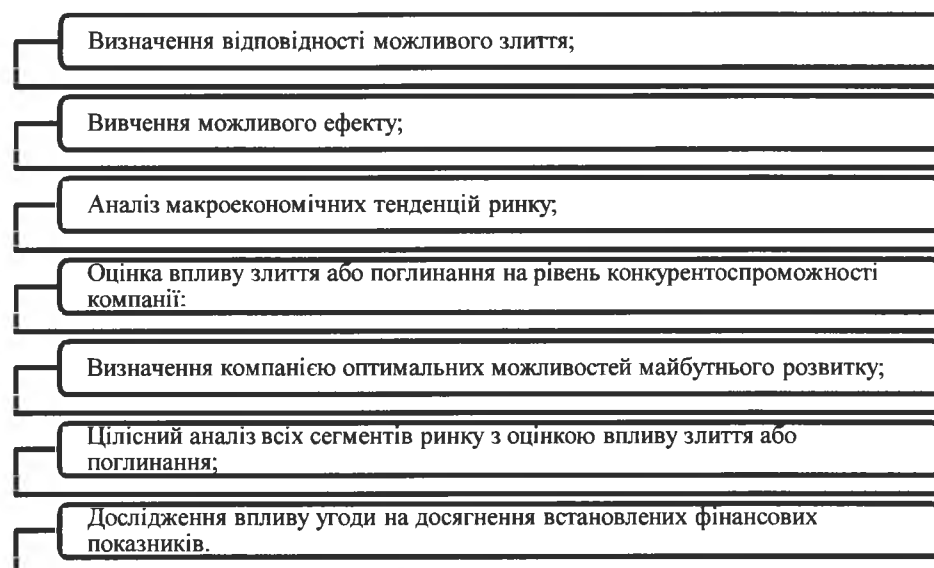 Визначення відповідності можливого злиття;
Вивчення можливого ефекту;
Аналіз макроекономічних тенденцій ринку;
Оцінка впливу злиття або поглинання на рівень конкурентоспроможності
компанії:
Визначення компанією оптимальних можливостей майбутнього розвитку;
Цілісний аналіз всіх сегментів ринку з оцінкою впливу злиття або
поглинання;
Дослідження впливу угоди на досягнення встановлених фінансових
показників.